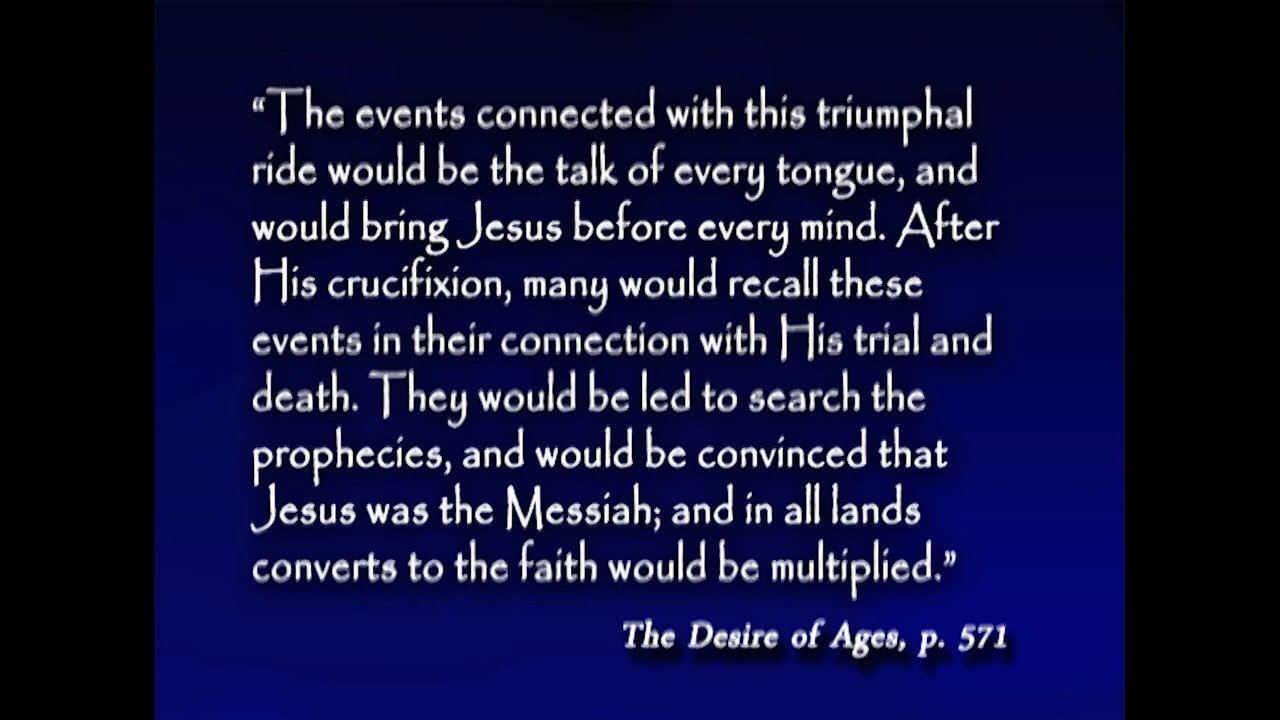 “The events connected with this triumphal
ride would be the talk of every tongue, and
would bring Jesus before every mind. After
His crucifixion, many would recall these
events in their connection with His trial and
death. They would be led to search the
prophecies, and would be convinced that
Jesus was the Messiah; and in all lands
converts to the faith would be multiplied.”
The Desire of Ages, p. 571